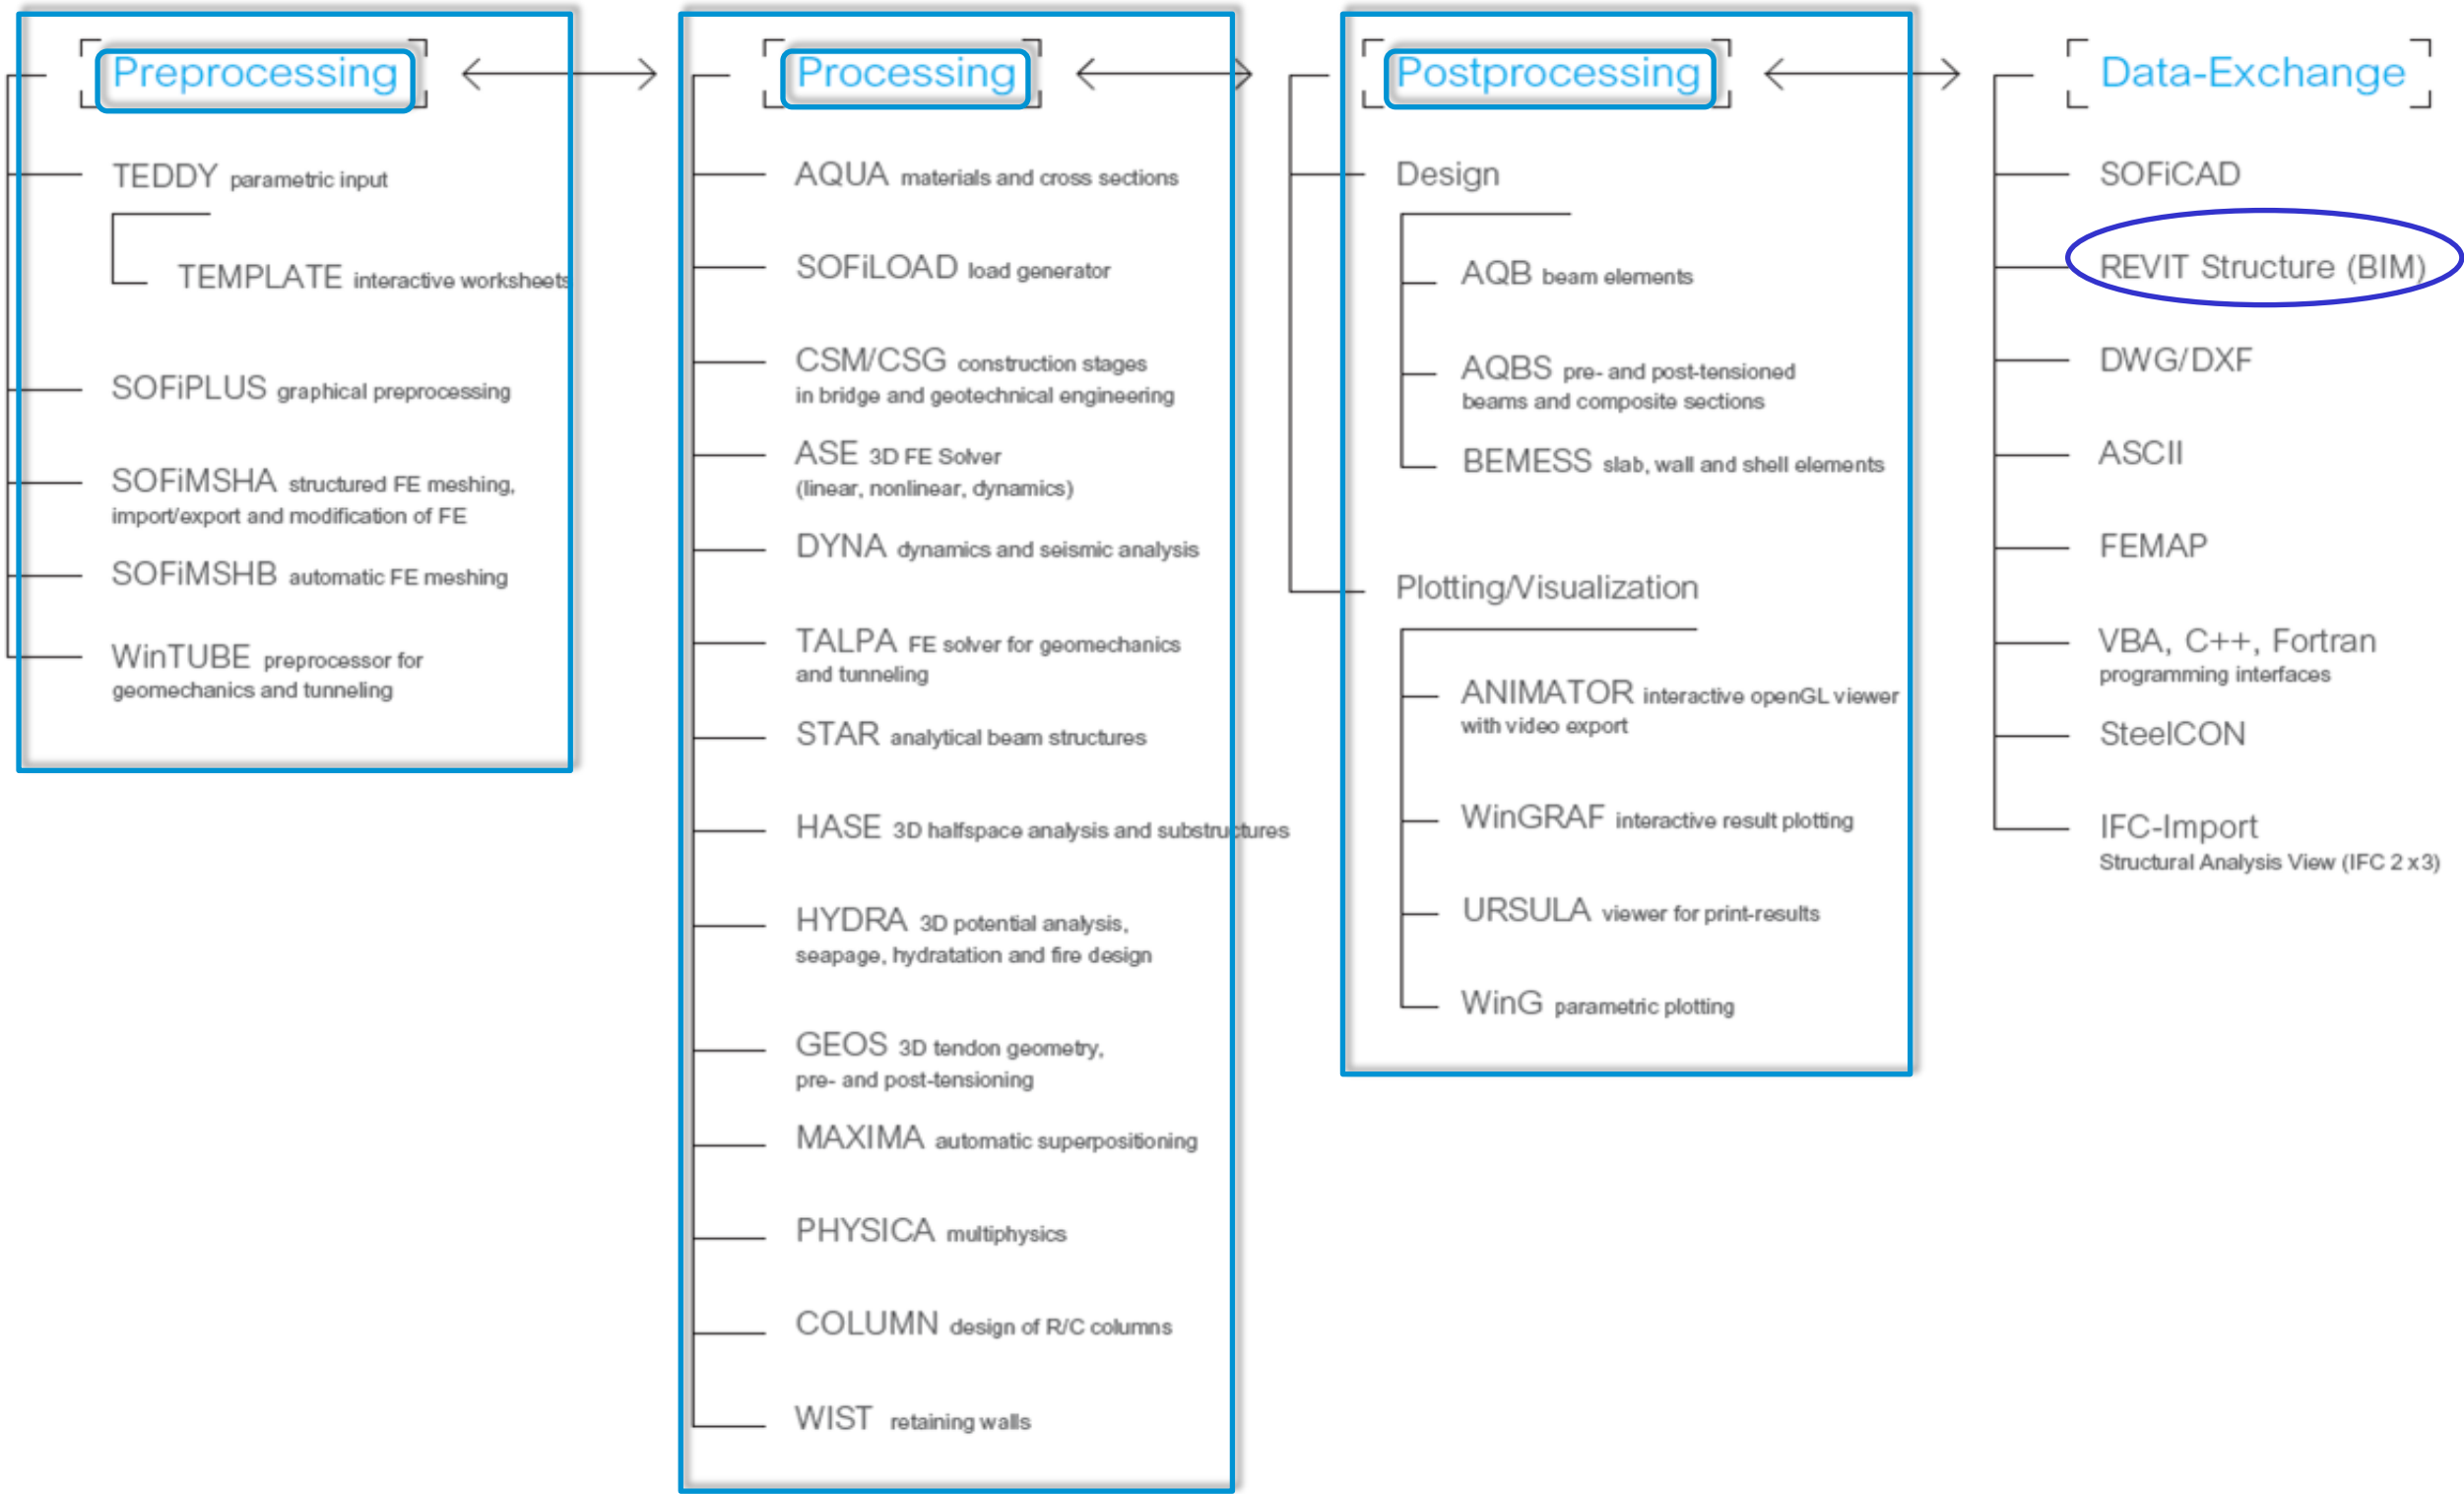 Preprocessing
TEDDY parametric input
TEMPLATE interactive worksheets
SOFiPLUS graphical preprocessing
SOFiMSHA structured FE meshing,
import/export and modification of FE
SOFiMSHB automatic FE meshing
WinTUBE preprocessor for
geomechanics and tunneling
Processing
AQUA materials and cross sections
SOFiLOAD load generator
CSM/CSG construction stages
in bridge and geotechnical engineering
ASE 3D FE Solver
(linear, nonlinear, dynamics)
DYNA dynamics and seismic analysis
TALPA FE solver for geomechanics
and tunneling
STAR analytical beam structures
HASE 3D halfspace analysis and substructures
HYDRA 3D potential analysis,
seapage, hydratation and fire design
GEOS 3D tendon geometry,
pre- and post-tensioning
MAXIMA automatic superpositioning
PHYSICA multiphysics
COLUMN design of R/C columns
WIST retaining walls
Postprocessing
Design
AQB beam elements
AQBS pre- and post-tensioned
beams and composite sections
BEMESS slab, wall and shell elements
Plotting/Visualization
ANIMATOR interactive openGL viewer
with video export
WinGRAF interactive result plotting
URSULA viewer for print-results
WinG parametric plotting
Data-Exchange
SOFiCAD
REVIT Structure (BIM)
DWG/DXF
ASCII
FEMAP
VBA, C++, Fortran
programming interfaces
SteelCON
IFC-Import
Structural Analysis View (IFC 2x3)